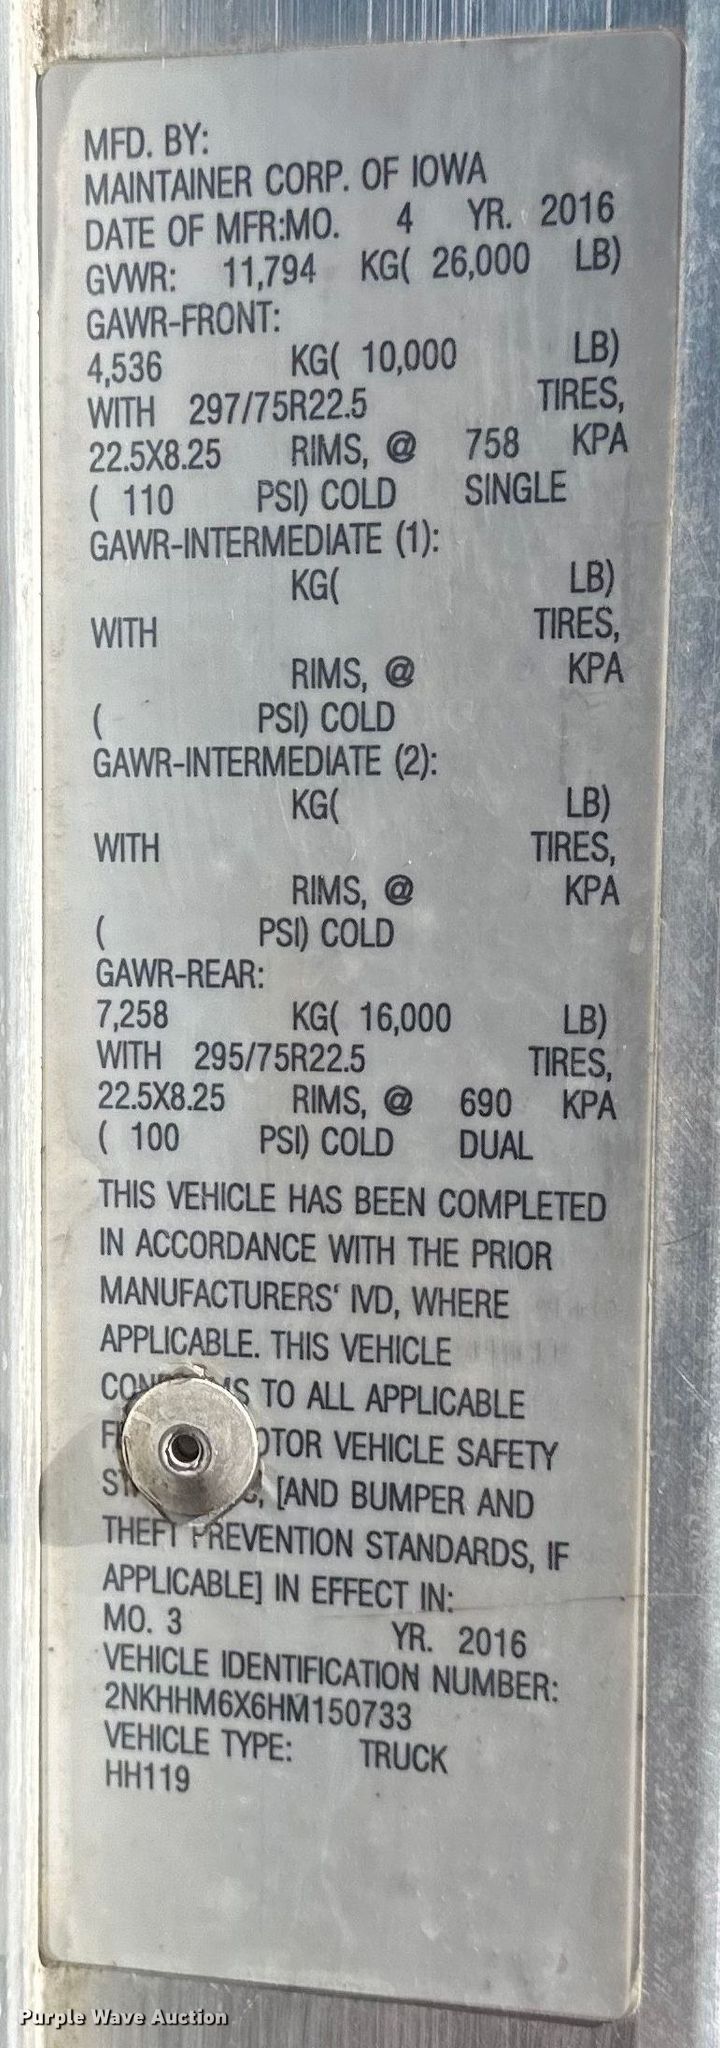 MFD. BY:
MAINTAINER CORP. OF IOWA
DATE OF MFR:MO. 4 YR. 2016
GVWR: 11,794 KG( 26,000 LB)
GAWR-FRONT:
4,536 KG( 10,000 LB)
WITH 297/75R22.5 TIRES,
22.5X8.25 RIMS, @ 758 KPA
( 110 PSI) COLD SINGLE
GAWR-INTERMEDIATE (1):
KG( LB)
WITH TIRES,
RIMS, @ KPA
( PSI) COLD
GAWR-INTERMEDIATE (2):
KG( LB)
WITH TIRES,
RIMS, @ KPA
( PSI) COLD
GAWR-REAR:
7,258 KG( 16,000 LB)
WITH 295/75R22.5 TIRES,
22.5X8.25 RIMS, @ 690 KPA
( 100 PSI) COLD DUAL
THIS VEHICLE HAS BEEN COMPLETED
IN ACCORDANCE WITH THE PRIOR
MANUFACTURERS' IVD, WHERE
APPLICABLE. THIS VEHICLE
TO ALL APPLICABLE
VEHICLE SAFETY
[AND BUMPER AND
THEFT PREVENTION STANDARDS, IF
APPLICABLE] IN EFFECT IN:
MO. 3 YR. 2016
VEHICLE IDENTIFICATION NUMBER:
2NKHHM6X6HM150733
VEHICLE TYPE: TRUCK
HH119
Purple Wave Auction